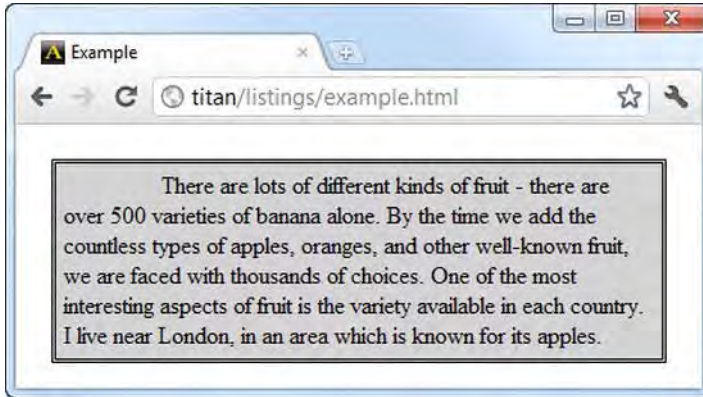 A Example
titan/listings/example.html
There are lots of different kinds of fruit - there are
over 500 varieties of banana alone. By the time we add the
countless types of apples, oranges, and other well-known fruit,
we are faced with thousands of choices. One of the most
interesting aspects of fruit is the variety available in each country.
I live near London, in an area which is known for its apples.